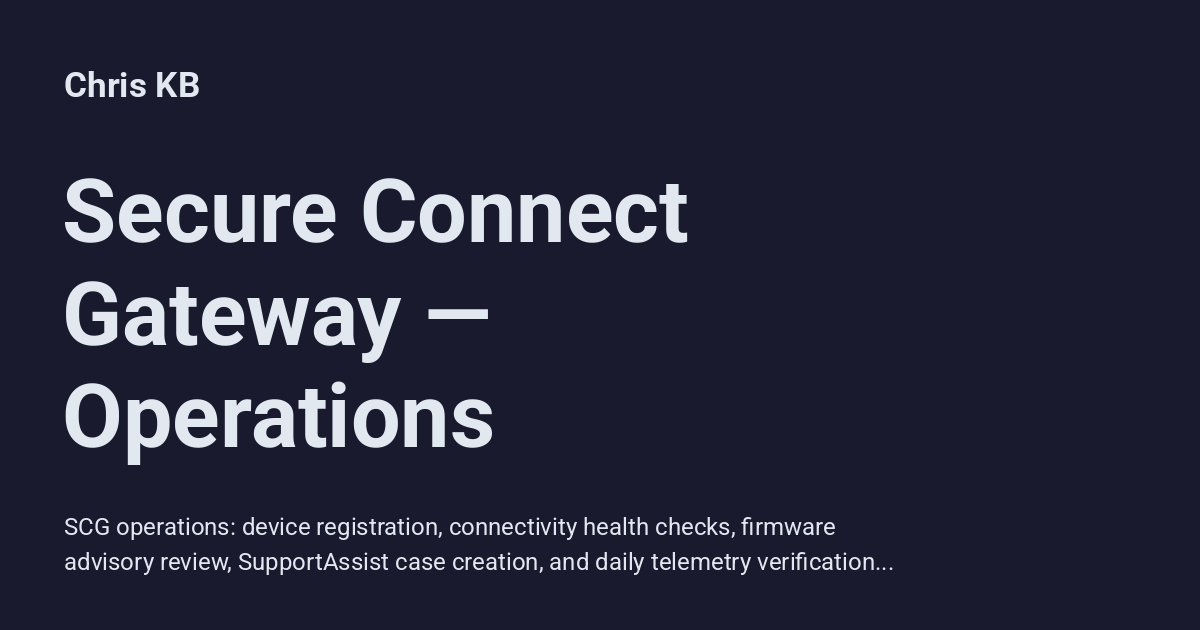 Chris KB
Secure Connect
Gateway —
Operations
SCG operations: device registration, connectivity health checks, firmware
advisory review, SupportAssist case creation, and daily telemetry verification...